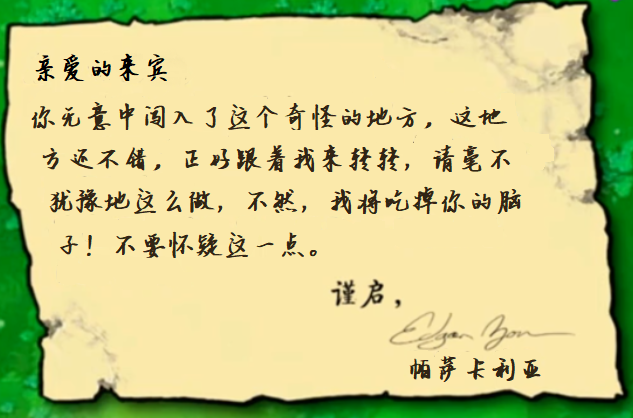 亲爱的来宾
你无意中闯入了这个奇怪的地方，这地
方还不错，正好跟着我来转转，请毫不
犹豫地这么做，不然，我将吃掉你的脑
子！不要怀疑这一点。
谨启，
帕萨卡利亚